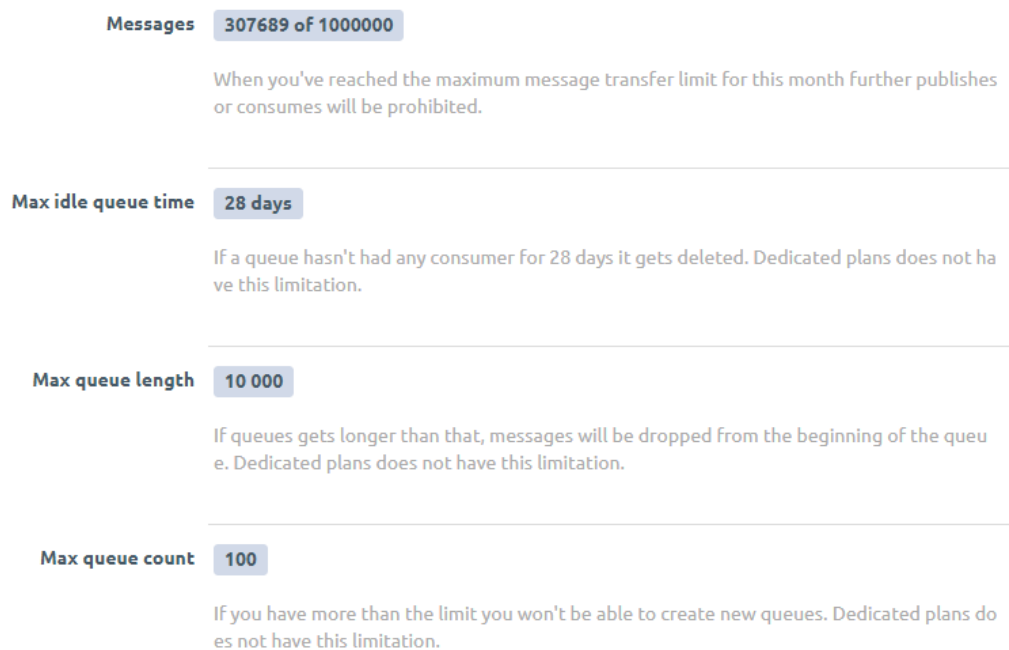 Messages 307689 of 1000000
When you've reached the maximum message transfer limit for this month further publishes
or consumes will be prohibited.
Max idle queue time 28 days
If a queue hasn't had any consumer for 28 days it gets deleted. Dedicated plans does not ha
ve this limitation.
Max queue length 10 000
If queues gets longer than that, messages will be dropped from the beginning of the queu
e. Dedicated plans does not have this limitation.
Max queue count 100
If you have more than the limit you won't be able to create new queues. Dedicated plans do
es not have this limitation.